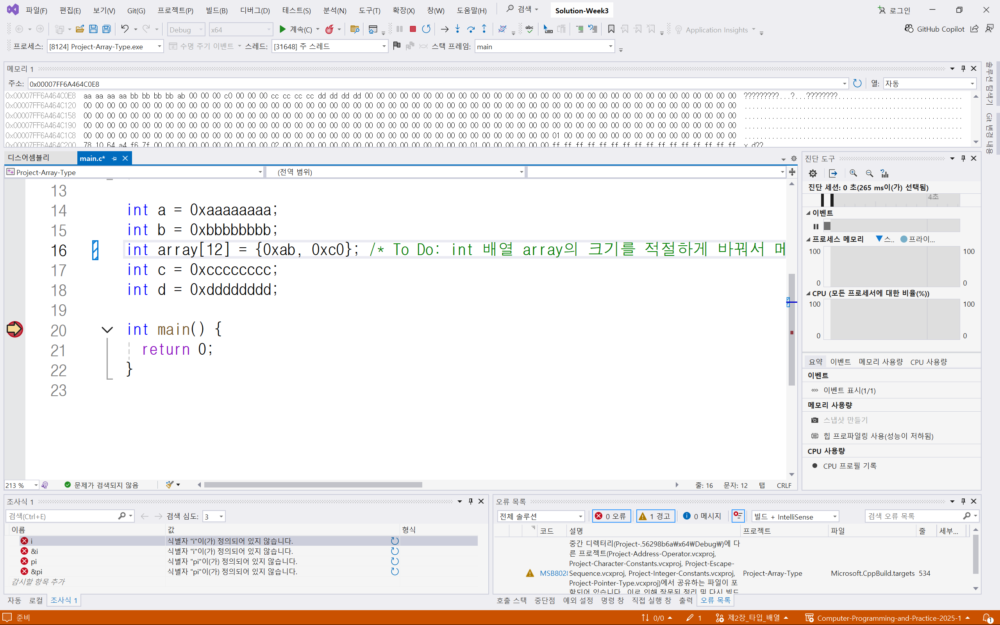 파일(F) 편집(E) 보기(V) Git(G) 프로젝트(P) 빌드(B) 디버그(D) 테스트(S) 분석(N) 도구(T) 확장(X) 창(W) 도움말(H) 검색 Solution-Week3 로그인
Debug x64 계속(C) Application Insights GitHub Copilot
프로세스: [8124] Project-Array-Type.exe 수명 주기 이벤트 스레드: [31648] 주 스레드 스택 프레임: main
메모리 1
주소: 0x00007FF6A464C0E8 열: 자동
0x00007FF6A464C0E8 aa aa aa aa bb bb bb bb ab 00 00 00 c0 00 00 00 cc cc cc cc dd dd dd dd 00 00 00 00 00 00 00 00 00 00 00 00 00 00 00 00 00 00 00 00 00 00 00 00 00 00 00 00 00 00 00 00 ?????????...?...????????................................
0x00007FF6A464C120 00 00 00 00 00 00 00 00 00 00 00 00 00 00 00 00 00 00 00 00 00 00 00 00 00 00 00 00 00 00 00 00 00 00 00 00 00 00 00 00 00 00 00 00 00 00 00 00 00 00 00 00 00 00 00 00 ........................................................
0x00007FF6A464C158 00 00 00 00 00 00 00 00 00 00 00 00 00 00 00 00 00 00 00 00 00 00 00 00 00 00 00 00 00 00 00 00 00 00 00 00 00 00 00 00 00 00 00 00 00 00 00 00 00 00 00 00 00 00 00 00 ........................................................
0x00007FF6A464C190 00 00 00 00 00 00 00 00 00 00 00 00 00 00 00 00 00 00 00 00 00 00 00 00 00 00 00 00 00 00 00 00 00 00 00 00 00 00 00 00 00 00 00 00 00 00 00 00 00 00 00 00 00 00 00 00 ........................................................
0x00007FF6A464C1C8 00 00 00 00 00 00 00 00 00 00 00 00 00 00 00 00 00 00 00 00 00 00 00 00 00 00 00 00 00 00 00 00 00 00 00 00 00 00 00 00 01 00 00 00 00 00 00 00 00 00 00 00 00 00 00 00 ........................................................
0x00007FF6A464C200 78 10 64 a4 f6 7f 00 00 00 00 00 00 00 00 00 00 02 00 00 00 00 00 00 00 00 00 00 00 00 00 00 00 00 01 00 00 00 00 00 00 ff ff ff ff ff ff ff ff ff ff ff ff ff ff ff ff x.d??
솔루션 탐색기
Git 변경 내용
디스어셈블리 main.c*
Project-Array-Type (전역 범위)
13
14 int a = 0xaaaaaaaa;
15 int b = 0xbbbbbbbb;
16 int array[12] = {0xab, 0xc0}; /* To Do: int 배열 array의 크기를 적절하게 바꿔서 메
17 int c = 0xcccccccc;
18 int d = 0xdddddddd;
19
20 int main() {
21 return 0;
22 }
23
213 % 문제가 검색되지 않음 줄: 16 문자: 12 탭 CRLF
진단 도구
진단 세션: 0 초(265 ms이(가) 선택됨)
4초
이벤트
프로세스 메모리 스.. 프라이...
100 100
0 0
CPU (모든 프로세서에 대한 비율(%))
100 100
0 0
요약 이벤트 메모리 사용량 CPU 사용량
이벤트
이벤트 표시(1/1)
메모리 사용량
스냅샷 만들기
힙 프로파일링 사용(성능이 저하됨)
CPU 사용량
CPU 프로필 기록
조사식 1
검색(Ctrl+E) 검색 심도: 3
이름 값 형식
i 식별자 "i"이(가) 정의되어 있지 않습니다.
&i 식별자 "i"이(가) 정의되어 있지 않습니다.
pi 식별자 "pi"이(가) 정의되어 있지 않습니다.
&pi 식별자 "pi"이(가) 정의되어 있지 않습니다.
감시할 항목 추가
자동 로컬 조사식 1
오류 목록
전체 솔루션 0 오류 1 경고 0 메시지 빌드 + IntelliSense 검색 오류 목록
코드 설명 프로젝트 파일 줄 세부...
중간 디렉터리(Project-.56298b6a₩x64₩Debug₩)에 다
른 프로젝트(Project-Address-Operator.vcxproj,
Project-Character-Constants.vcxproj, Project-Escape-
MSB802 Sequence.vcxproj, Project-Integer-Constants.vcxproj, Project-Array-Type Microsoft.CppBuild.targets 534
Project-Pointer-Type.vcxproj)에서 공유하는 파일이 포
함되어 있습니다. 이로 인해 잘못된 정리 및 다시 빌드
호출 스택 중단점 예외 설정 명령 창 직접 실행 창 출력 오류 목록
준비 0/0 1 제2장_타입_배열 Computer-Programming-and-Practice-2025-1 1